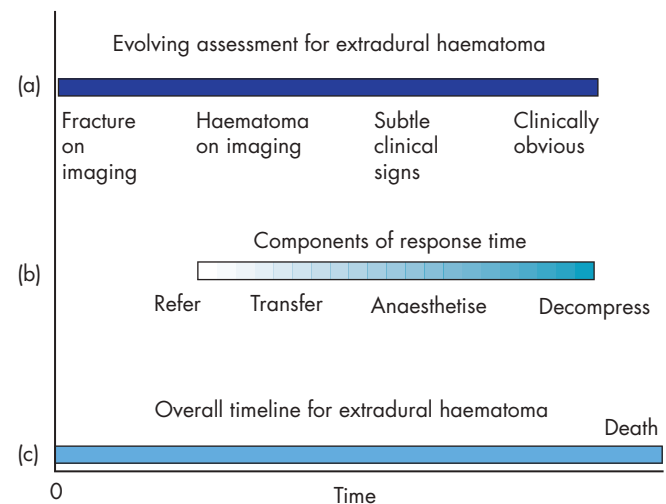 Evolving assessment for extradural haematoma
(a)
Fracture on imaging
Haematoma on imaging
Subtle clinical signs
Clinically obvious
Components of response time
(b)
Refer
Transfer
Anaesthetise
Decompress
Overall timeline for extradural haematoma
Death
(c)
0
Time